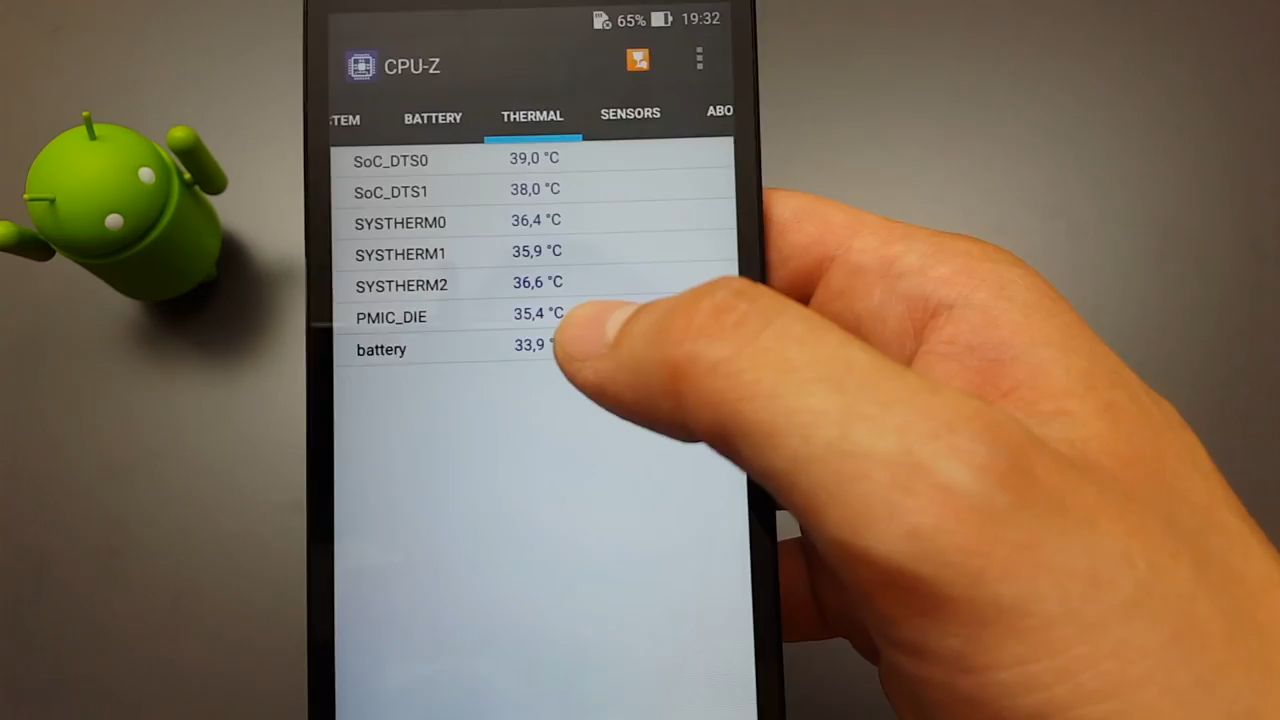 65% 19:32
CPU-Z
TEM BATTERY THERMAL SENSORS ABO
SoC_DTS0 39,0 °C
SoC_DTS1 38,0 °C
SYSTHERM0 36,4 °C
SYSTHERM1 35,9 °C
SYSTHERM2 36,6 °C
PMIC_DIE 35,4 °C
battery 33,9 °